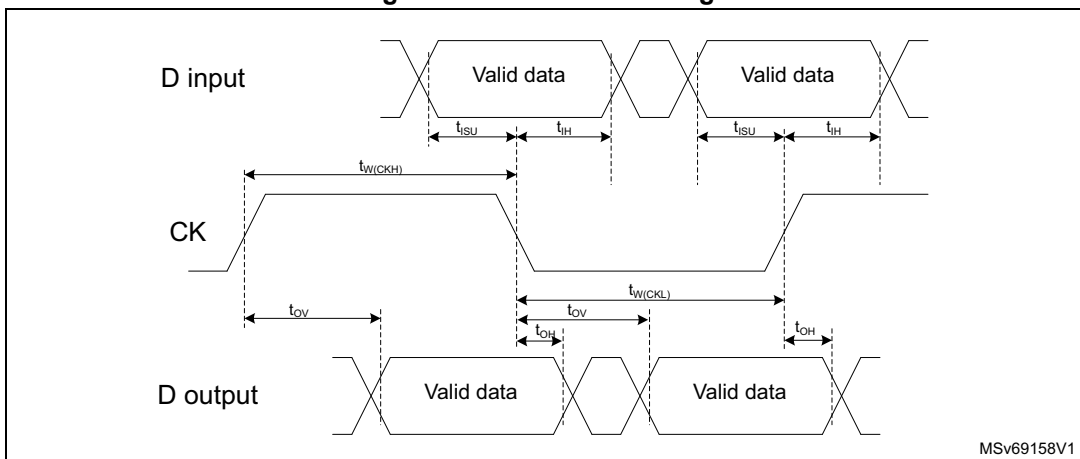 D input
Valid data
Valid data
tISU
tIH
tISU
tIH
tW(CKH)
CK
tW(CKL)
tOV
tOV
tOH
tOH
D output
Valid data
Valid data
MSv69158V1